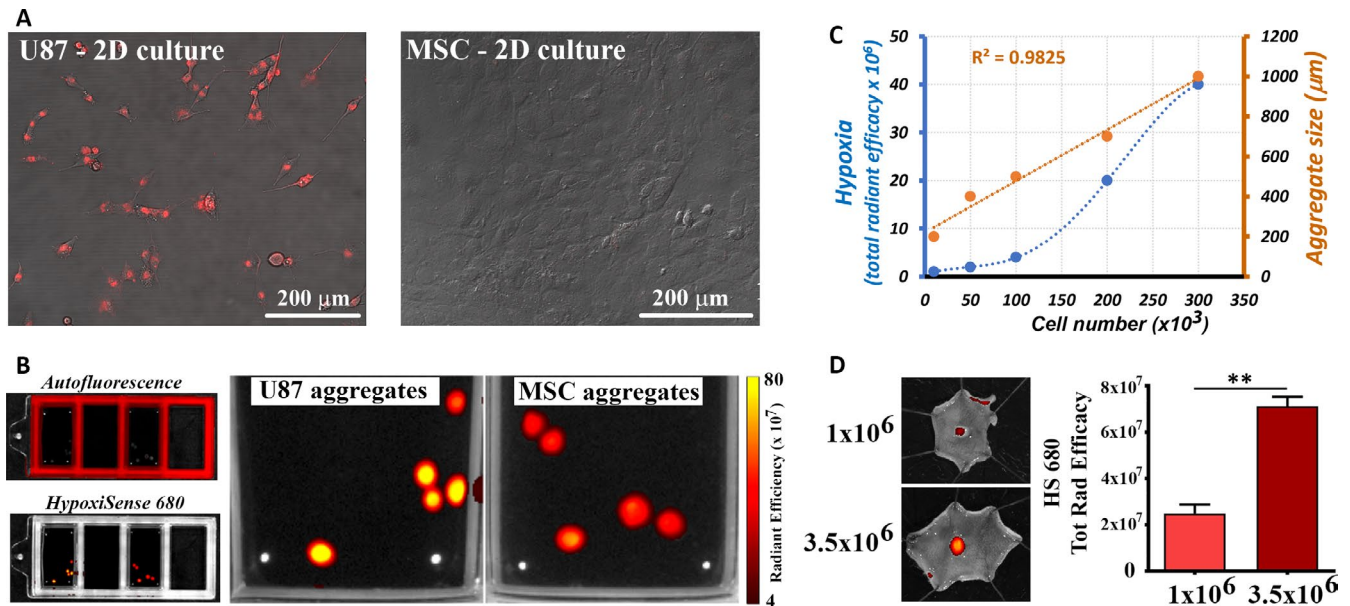 A
U87 - 2D culture
200 μm
MSC - 2D culture
200 μm
B
Autofluorescence
HypoxiSense 680
U87 aggregates
MSC aggregates
80
Radiant Efficiency (x 10⁷)
4
C
R² = 0.9825
Hypoxia
(total radiant efficacy x 10⁶)
50
40
30
20
10
0
1200
1000
800
600
400
200
0
Aggregate size (μm)
0
50
100
150
200
250
300
350
Cell number (x10³)
D
1x10⁶
3.5x10⁶
HS 680
Tot Rad Efficacy
8x10⁷
6x10⁷
4x10⁷
2x10⁷
0
**
1x10⁶
3.5x10⁶